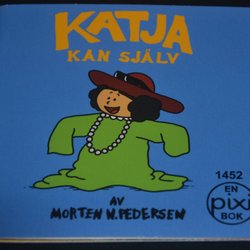 KATJA
KAN SJÄLV
1452
EN
pixi
BOK
AV
MORTEN N. PEDERSEN